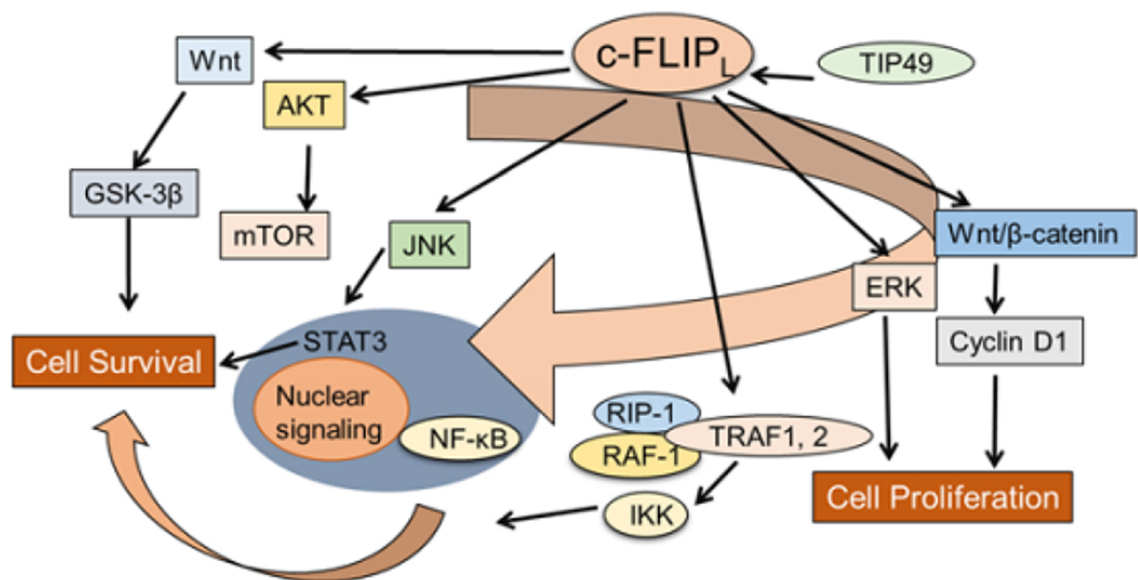 c-FLIPL
TIP49
Wnt
AKT
GSK-3β
mTOR
JNK
Wnt/β-catenin
ERK
STAT3
Cyclin D1
Cell Survival
Nuclear
signaling
NF-κB
RIP-1
TRAF1, 2
RAF-1
IKK
Cell Proliferation